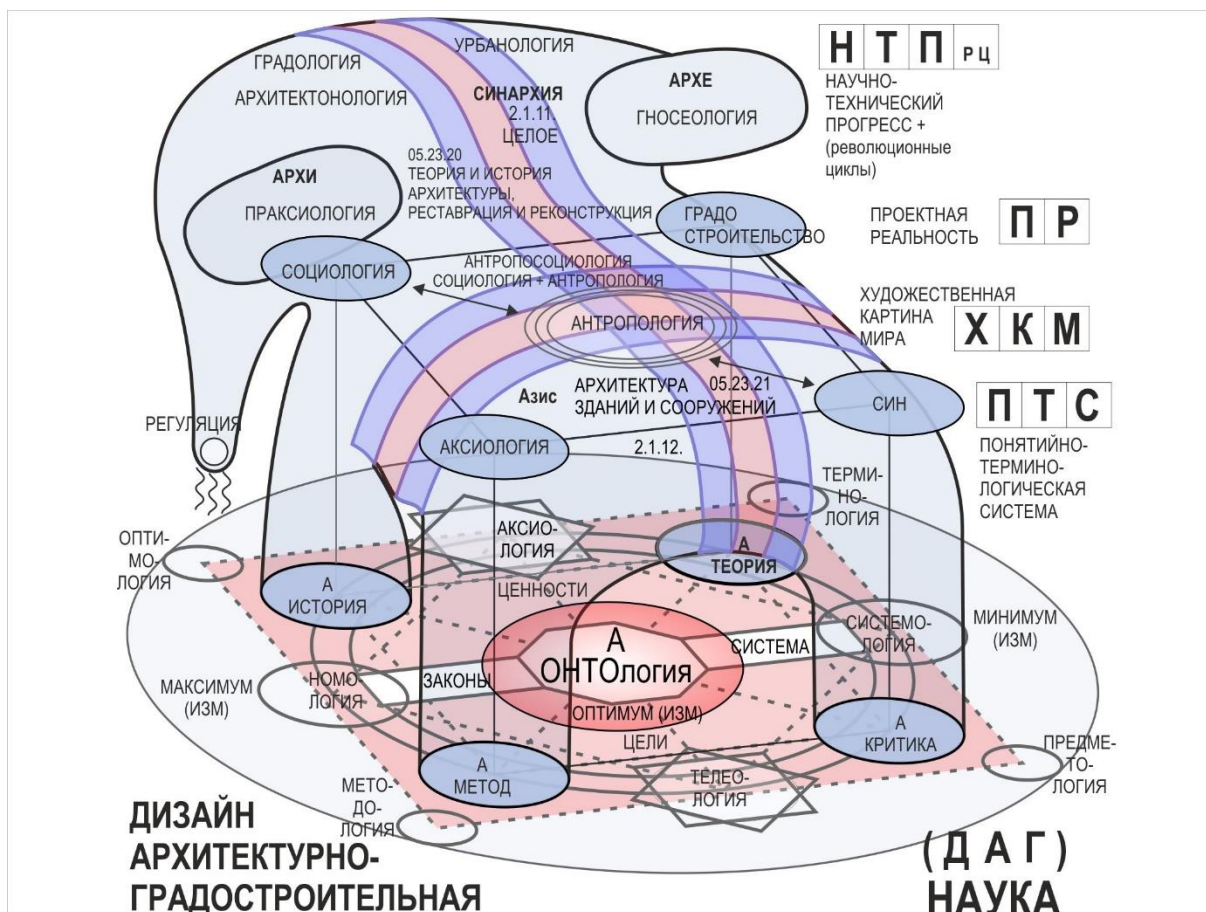 УРБАНОЛОГИЯ
ГРАДОЛОГИЯ
АРХИТЕКТОНОЛОГИЯ
СИНАРХИЯ
2.1.11.
ЦЕЛОЕ
АРХЕ
ГНОСЕОЛОГИЯ
Н Т П РЦ
НАУЧНО-
ТЕХНИЧЕСКИЙ
ПРОГРЕСС +
(революционные
циклы)
05.23.20
ТЕОРИЯ И ИСТОРИЯ
АРХИТЕКТУРЫ,
РЕСТАВРАЦИЯ И РЕКОНСТРУКЦИЯ
АРХИ
ПРАКСИОЛОГИЯ
ГРАДО
СТРОИТЕЛЬСТВО
ПРОЕКТНАЯ
РЕАЛЬНОСТЬ
П Р
СОЦИОЛОГИЯ
АНТРОПОСОЦИОЛОГИЯ
СОЦИОЛОГИЯ + АНТРОПОЛОГИЯ
АНТРОПОЛОГИЯ
ХУДОЖЕСТВЕННАЯ
КАРТИНА
МИРА
Х К М
Азис
АРХИТЕКТУРА 05.23.21
ЗДАНИЙ И СООРУЖЕНИЙ
2.1.12.
СИН
П Т С
ПОНЯТИЙНО-
ТЕРМИНО-
ЛОГИЧЕСКАЯ
СИСТЕМА
РЕГУЛЯЦИЯ
АКСИОЛОГИЯ
ТЕРМИ-
НО-
ЛОГИЯ
ОПТИ-
МО-
ЛОГИЯ
АКСИО-
ЛОГИЯ
А
ТЕОРИЯ
А
ИСТОРИЯ
ЦЕННОСТИ
СИСТЕМО-
ЛОГИЯ
МИНИМУМ
(ИЗМ)
А
ОНТОлогия
СИСТЕМА
МАКСИМУМ
(ИЗМ)
НОМО-
ЛОГИЯ
ЗАКОНЫ
ОПТИМУМ (ИЗМ)
ЦЕЛИ
А
КРИТИКА
А
МЕТОД
ТЕЛЕО-
ЛОГИЯ
ПРЕДМЕ-
ТО-
ЛОГИЯ
МЕТО-
ДО-
ЛОГИЯ
ДИЗАЙН
АРХИТЕКТУРНО-
ГРАДОСТРОИТЕЛЬНАЯ
( Д А Г )
НАУКА